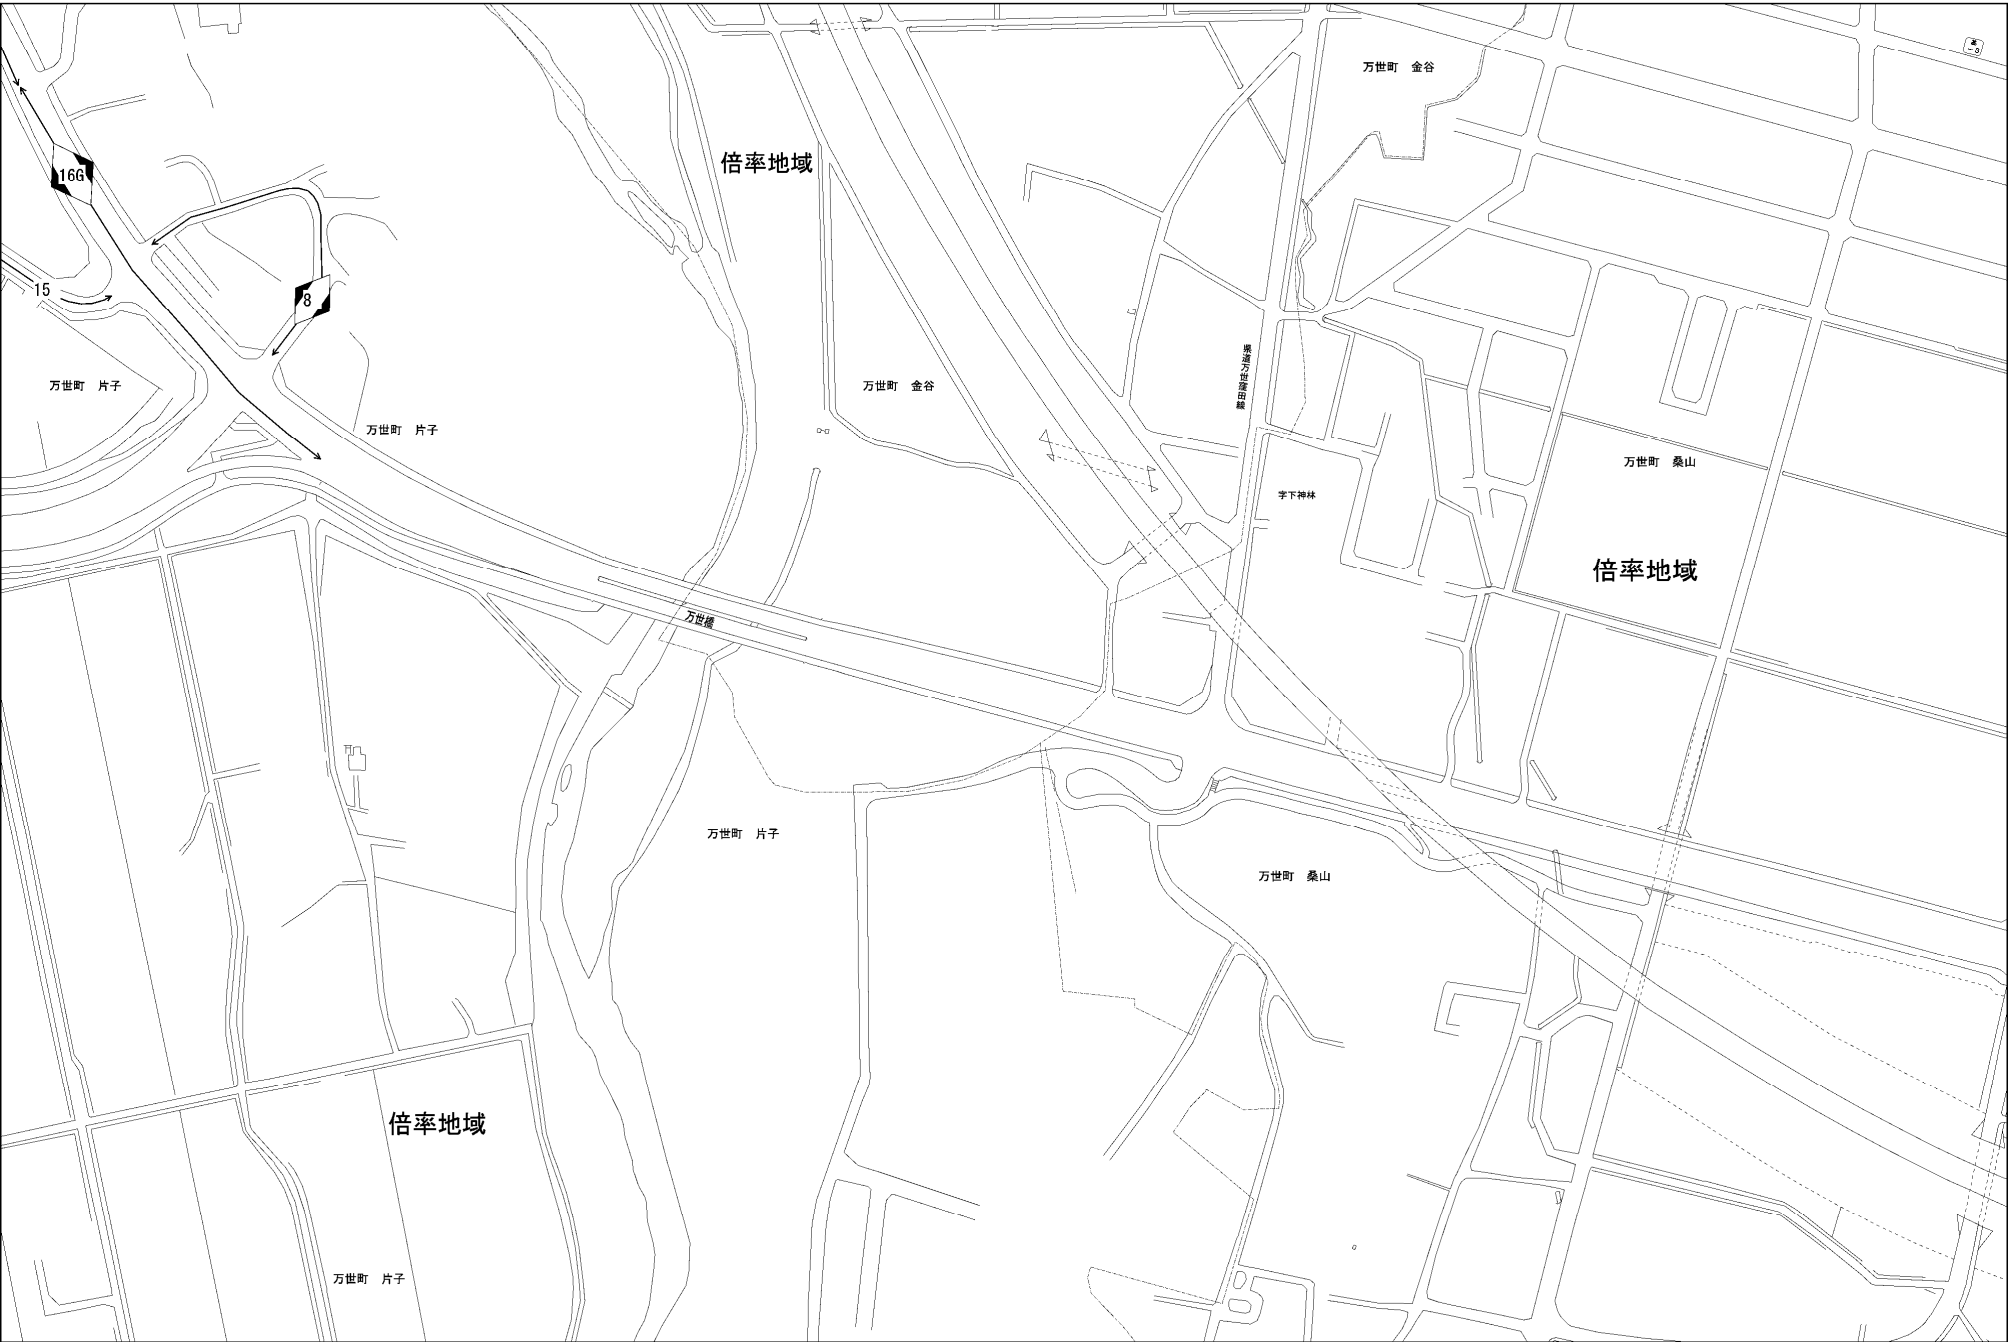 万世町　金谷
倍率地域
16G
15
8
県道万世窪田線
万世町　片子
万世町　金谷
万世町　片子
万世町　桑山
字下神林
倍率地域
万世橋
万世町　片子
万世町　桑山
倍率地域
万世町　片子